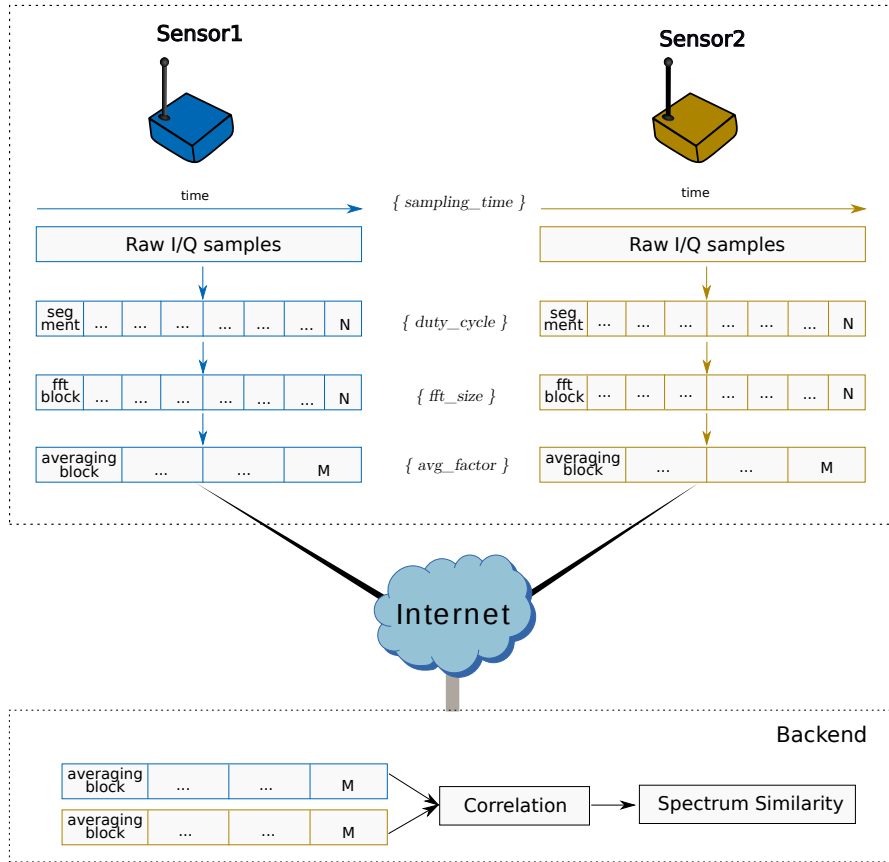 Sensor1
Sensor2
time
{ sampling_time }
time
Raw I/Q samples
Raw I/Q samples
seg
ment ... ... ... ... ... ... N
{ duty_cycle }
seg
ment ... ... ... ... ... ... N
fft
block ... ... ... ... ... ... N
{ fft_size }
fft
block ... ... ... ... ... ... N
averaging
block ... ... M
{ avg_factor }
averaging
block ... ... M
Internet
Backend
averaging
block ... ... M
averaging
block ... ... M
Correlation
Spectrum Similarity